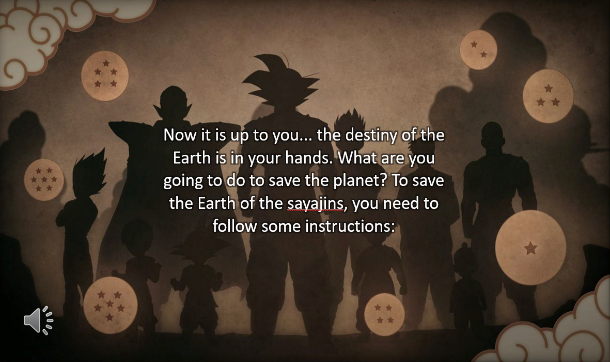 Now it is up to you... the destiny of the
Earth is in your hands. What are you
going to do to save the planet? To save
the Earth of the sayajins, you need to
follow some instructions: